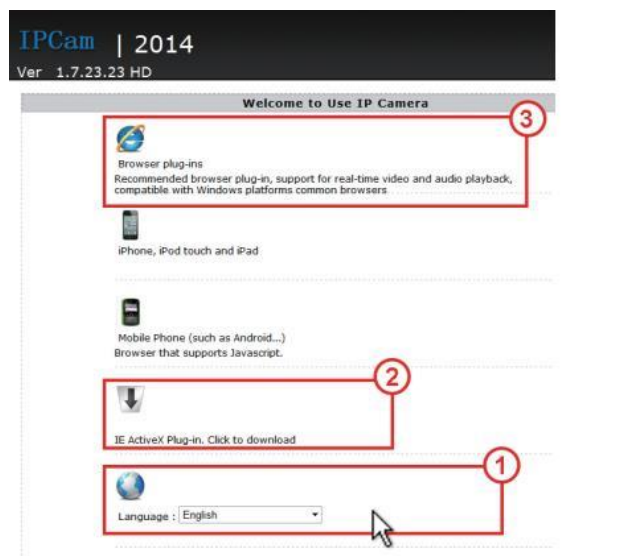 IPCam | 2014
Ver 1.7.23.23 HD
Welcome to Use IP Camera
3
Browser plug-ins
Recommended browser plug-in, support for real-time video and audio playback,
compatible with Windows platforms common browsers
iPhone, iPod touch and iPad
Mobile Phone (such as Android...)
Browser that supports Javascript.
2
IE ActiveX Plug-in. Click to download
1
Language : English